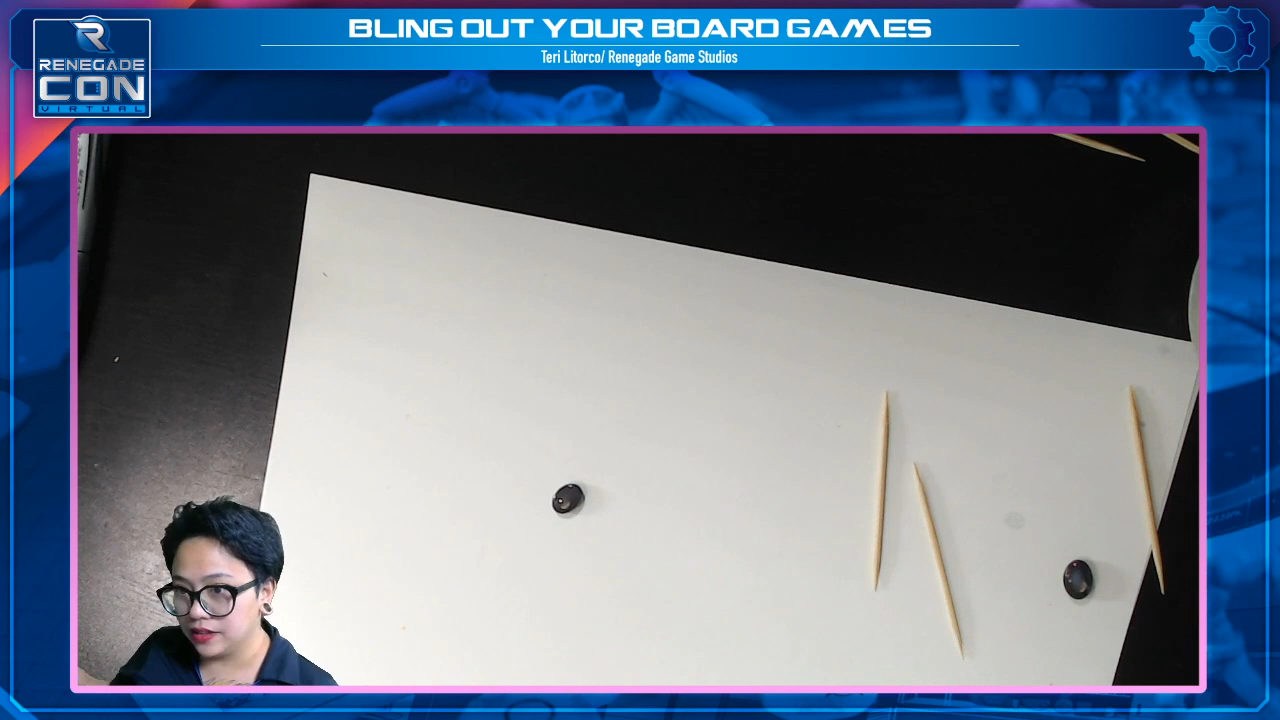 BLING OUT YOUR BOARD GAMES
Teri Litorco/ Renegade Game Studios
R
RENEGADE
CON
VIRTUAL